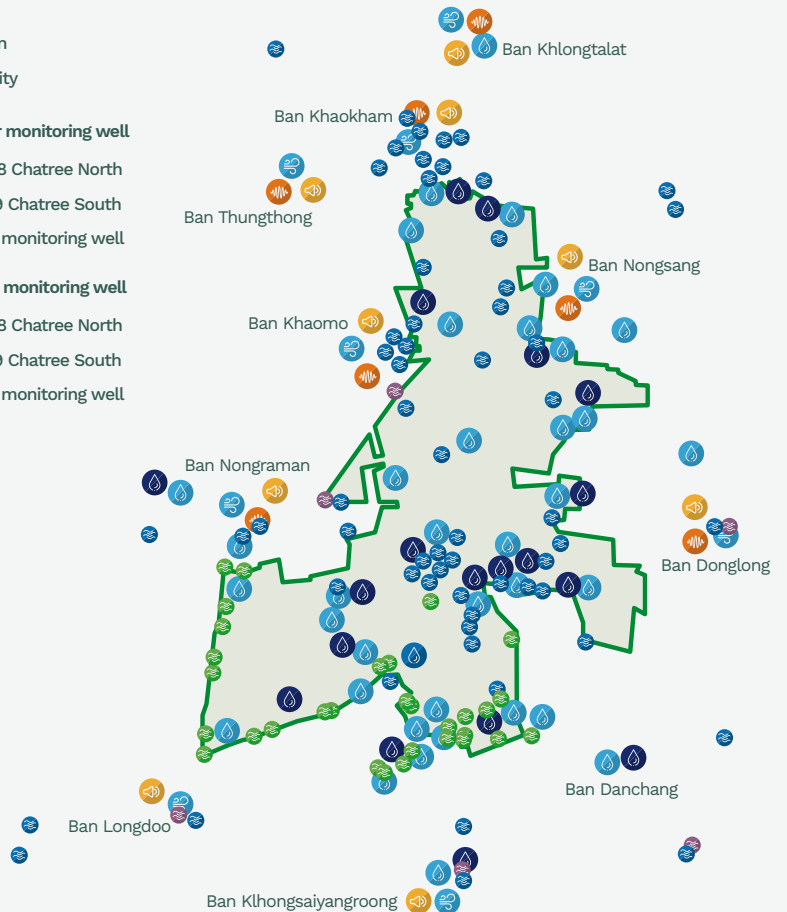 n
Ban Khlongtalat
ity
Ban Khaokham
r monitoring well
8 Chatree North
9 Chatree South
Ban Thungthong
monitoring well
Ban Nongsang
monitoring well
8 Chatree North
Ban Khaomo
9 Chatree South
monitoring well
Ban Nongraman
Ban Donglong
Ban Danchang
Ban Longdoo
Ban Klhongsaiyangroong